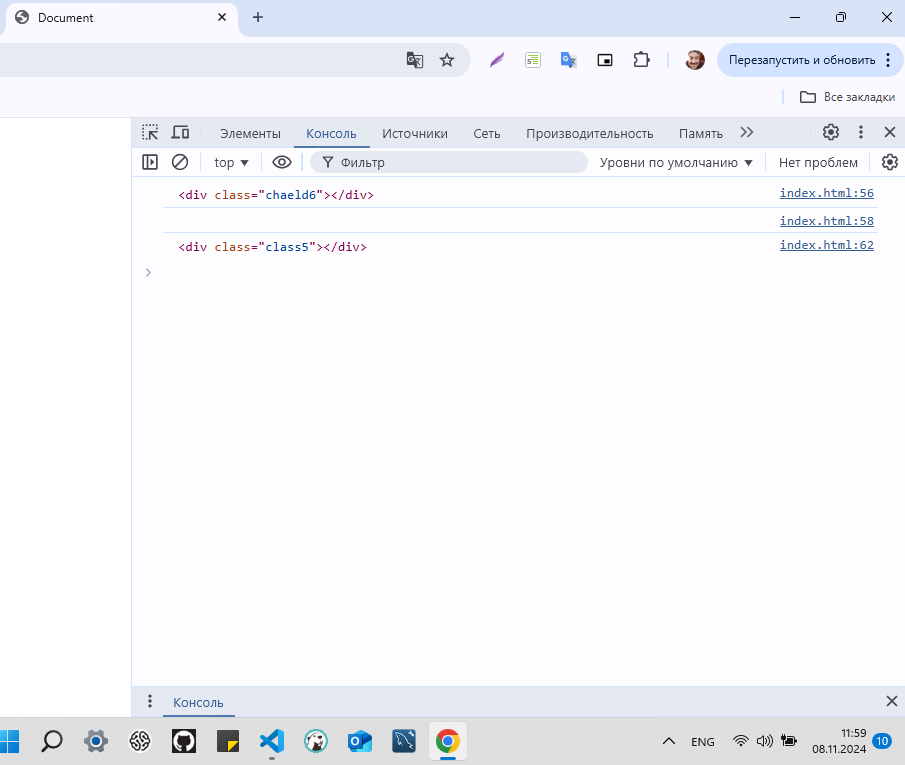 Document
Перезапустить и обновить
Все закладки
Элементы Консоль Источники Сеть Производительность Память
top Фильтр Уровни по умолчанию Нет проблем
<div class="chaeld6"></div> index.html:56
index.html:58
<div class="class5"></div> index.html:62
Консоль
ENG 11:59 10
08.11.2024